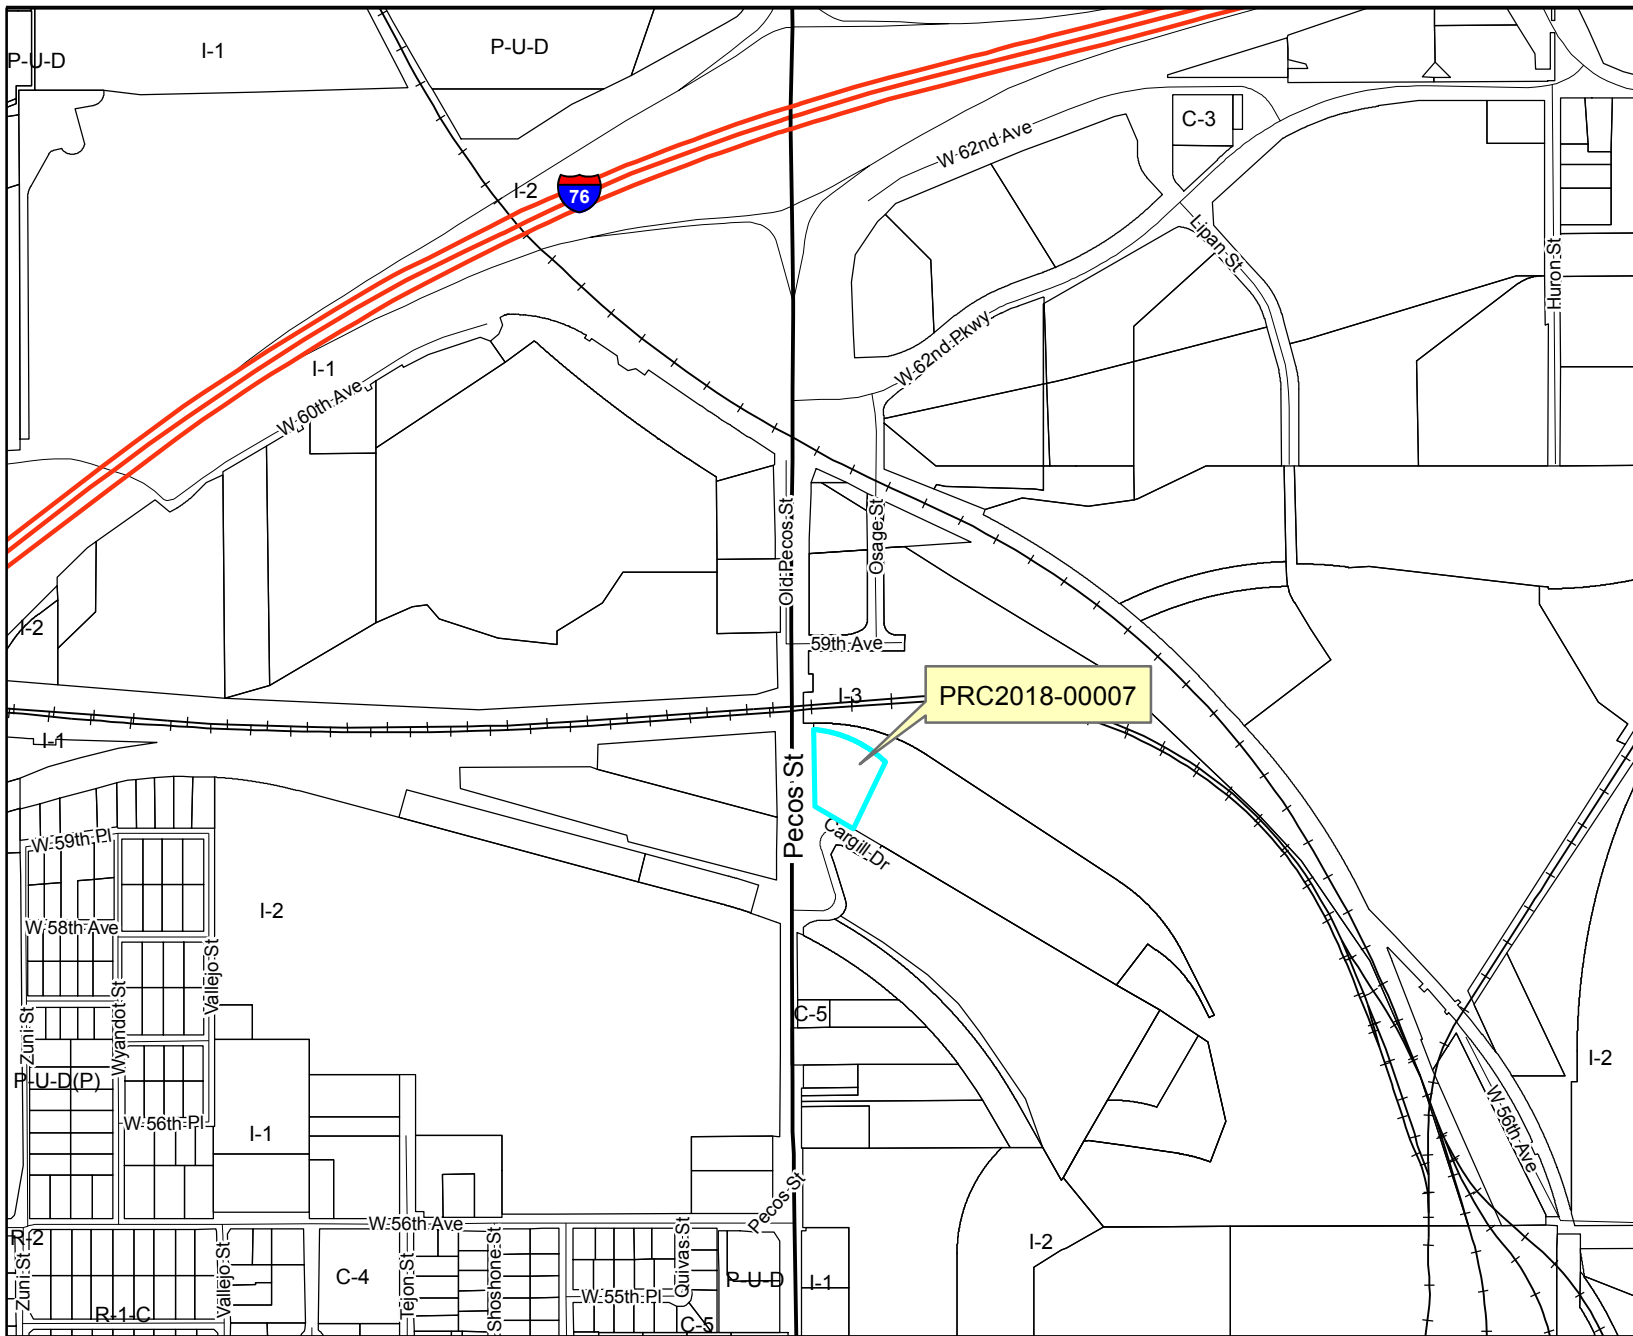 P-U-D
I-1
P-U-D
C-3
W 62nd Ave
I-2
76
Lipan St
Huron St
W 62nd Pkwy
I-1
W 60th Ave
Old Pecos St
Osage St
I-2
59th Ave
I-3
PRC2018-00007
I-1
Pecos St
Cargill Dr
W 59th Pl
I-2
W 58th Ave
Vallejo St
Wyandot St
Zuni St
C-5
I-2
P-U-D(P)
W 56th Pl
I-1
W 56th Ave
Pecos St
W 56th Ave
R-2
Zuni St
Vallejo St
C-4
Tejon St
Shoshone St
Quivas St
P-U-D
I-1
I-2
W 55th Pl
R-1-C
C-5